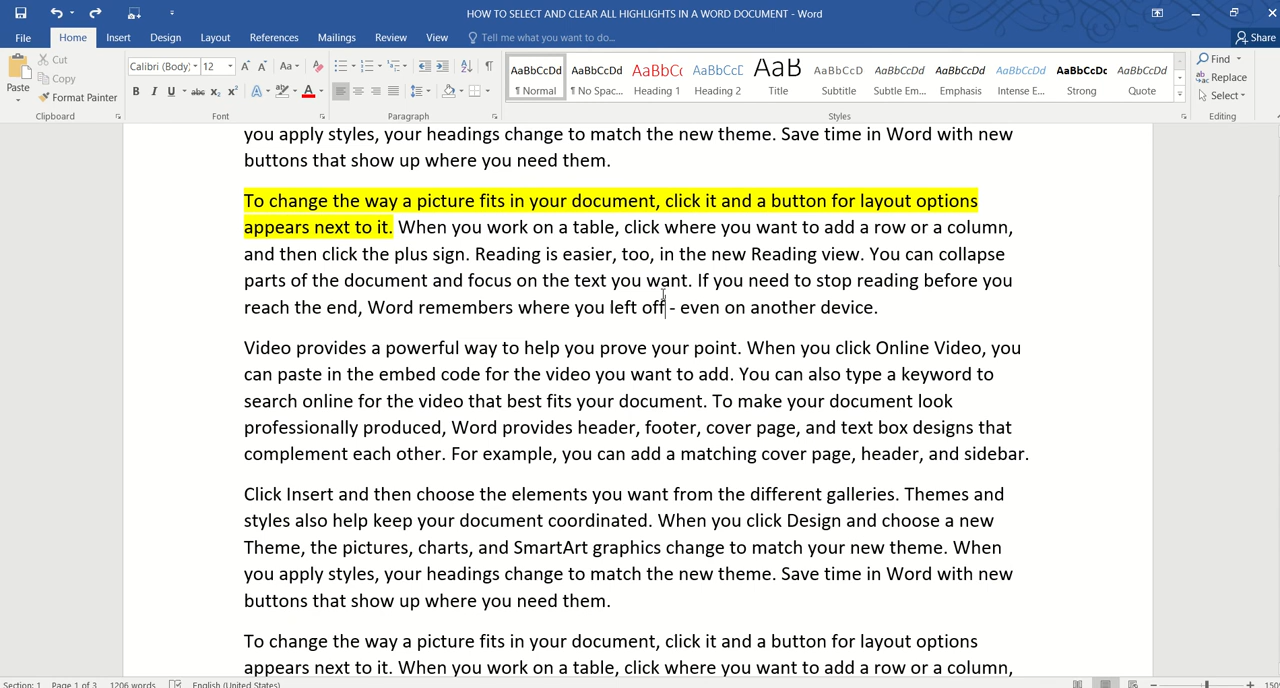 HOW TO SELECT AND CLEAR ALL HIGHLIGHTS IN A WORD DOCUMENT - Word
File Home Insert Design Layout References Mailings Review View Tell me what you want to do... Share
Paste
Cut
Copy
Format Painter
Clipboard
Calibri (Body) 12
Font
Paragraph
AaBbCcDd AaBbCcDd AaBbCc AaBbCcD AaB AaBbCcD AaBbCcDd AaBbCcDd AaBbCcDd AaBbCcDc AaBbCcDd
¶ Normal ¶ No Spac... Heading 1 Heading 2 Title Subtitle Subtle Em... Emphasis Intense E... Strong Quote
Styles
Find
Replace
Select
Editing
you apply styles, your headings change to match the new theme. Save time in Word with new
buttons that show up where you need them.
To change the way a picture fits in your document, click it and a button for layout options
appears next to it. When you work on a table, click where you want to add a row or a column,
and then click the plus sign. Reading is easier, too, in the new Reading view. You can collapse
parts of the document and focus on the text you want. If you need to stop reading before you
reach the end, Word remembers where you left off - even on another device.
Video provides a powerful way to help you prove your point. When you click Online Video, you
can paste in the embed code for the video you want to add. You can also type a keyword to
search online for the video that best fits your document. To make your document look
professionally produced, Word provides header, footer, cover page, and text box designs that
complement each other. For example, you can add a matching cover page, header, and sidebar.
Click Insert and then choose the elements you want from the different galleries. Themes and
styles also help keep your document coordinated. When you click Design and choose a new
Theme, the pictures, charts, and SmartArt graphics change to match your new theme. When
you apply styles, your headings change to match the new theme. Save time in Word with new
buttons that show up where you need them.
To change the way a picture fits in your document, click it and a button for layout options
appears next to it. When you work on a table, click where you want to add a row or a column,
Section: 1 Page 1 of 3 1206 words English (United States) 150